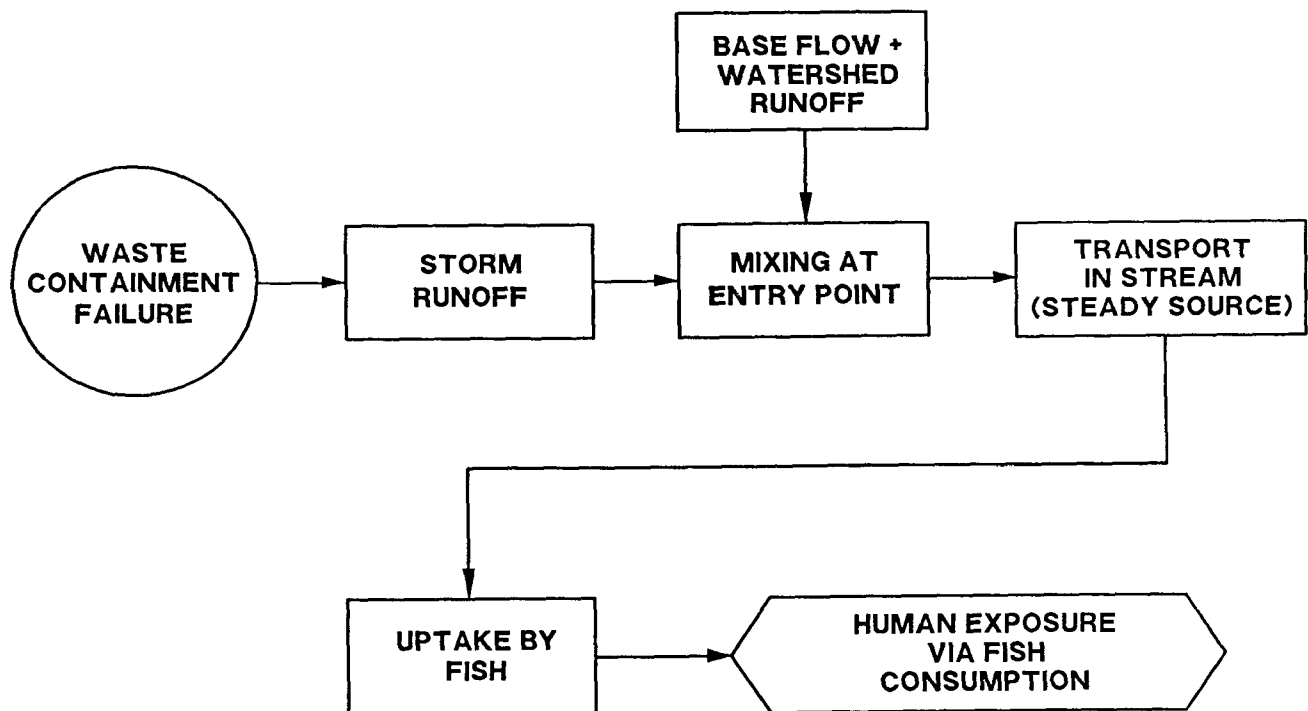 BASE FLOW +
WATERSHED
RUNOFF
WASTE
CONTAINMENT
FAILURE
STORM
RUNOFF
MIXING AT
ENTRY POINT
TRANSPORT
IN STREAM
(STEADY SOURCE)
UPTAKE BY
FISH
HUMAN EXPOSURE
VIA FISH
CONSUMPTION